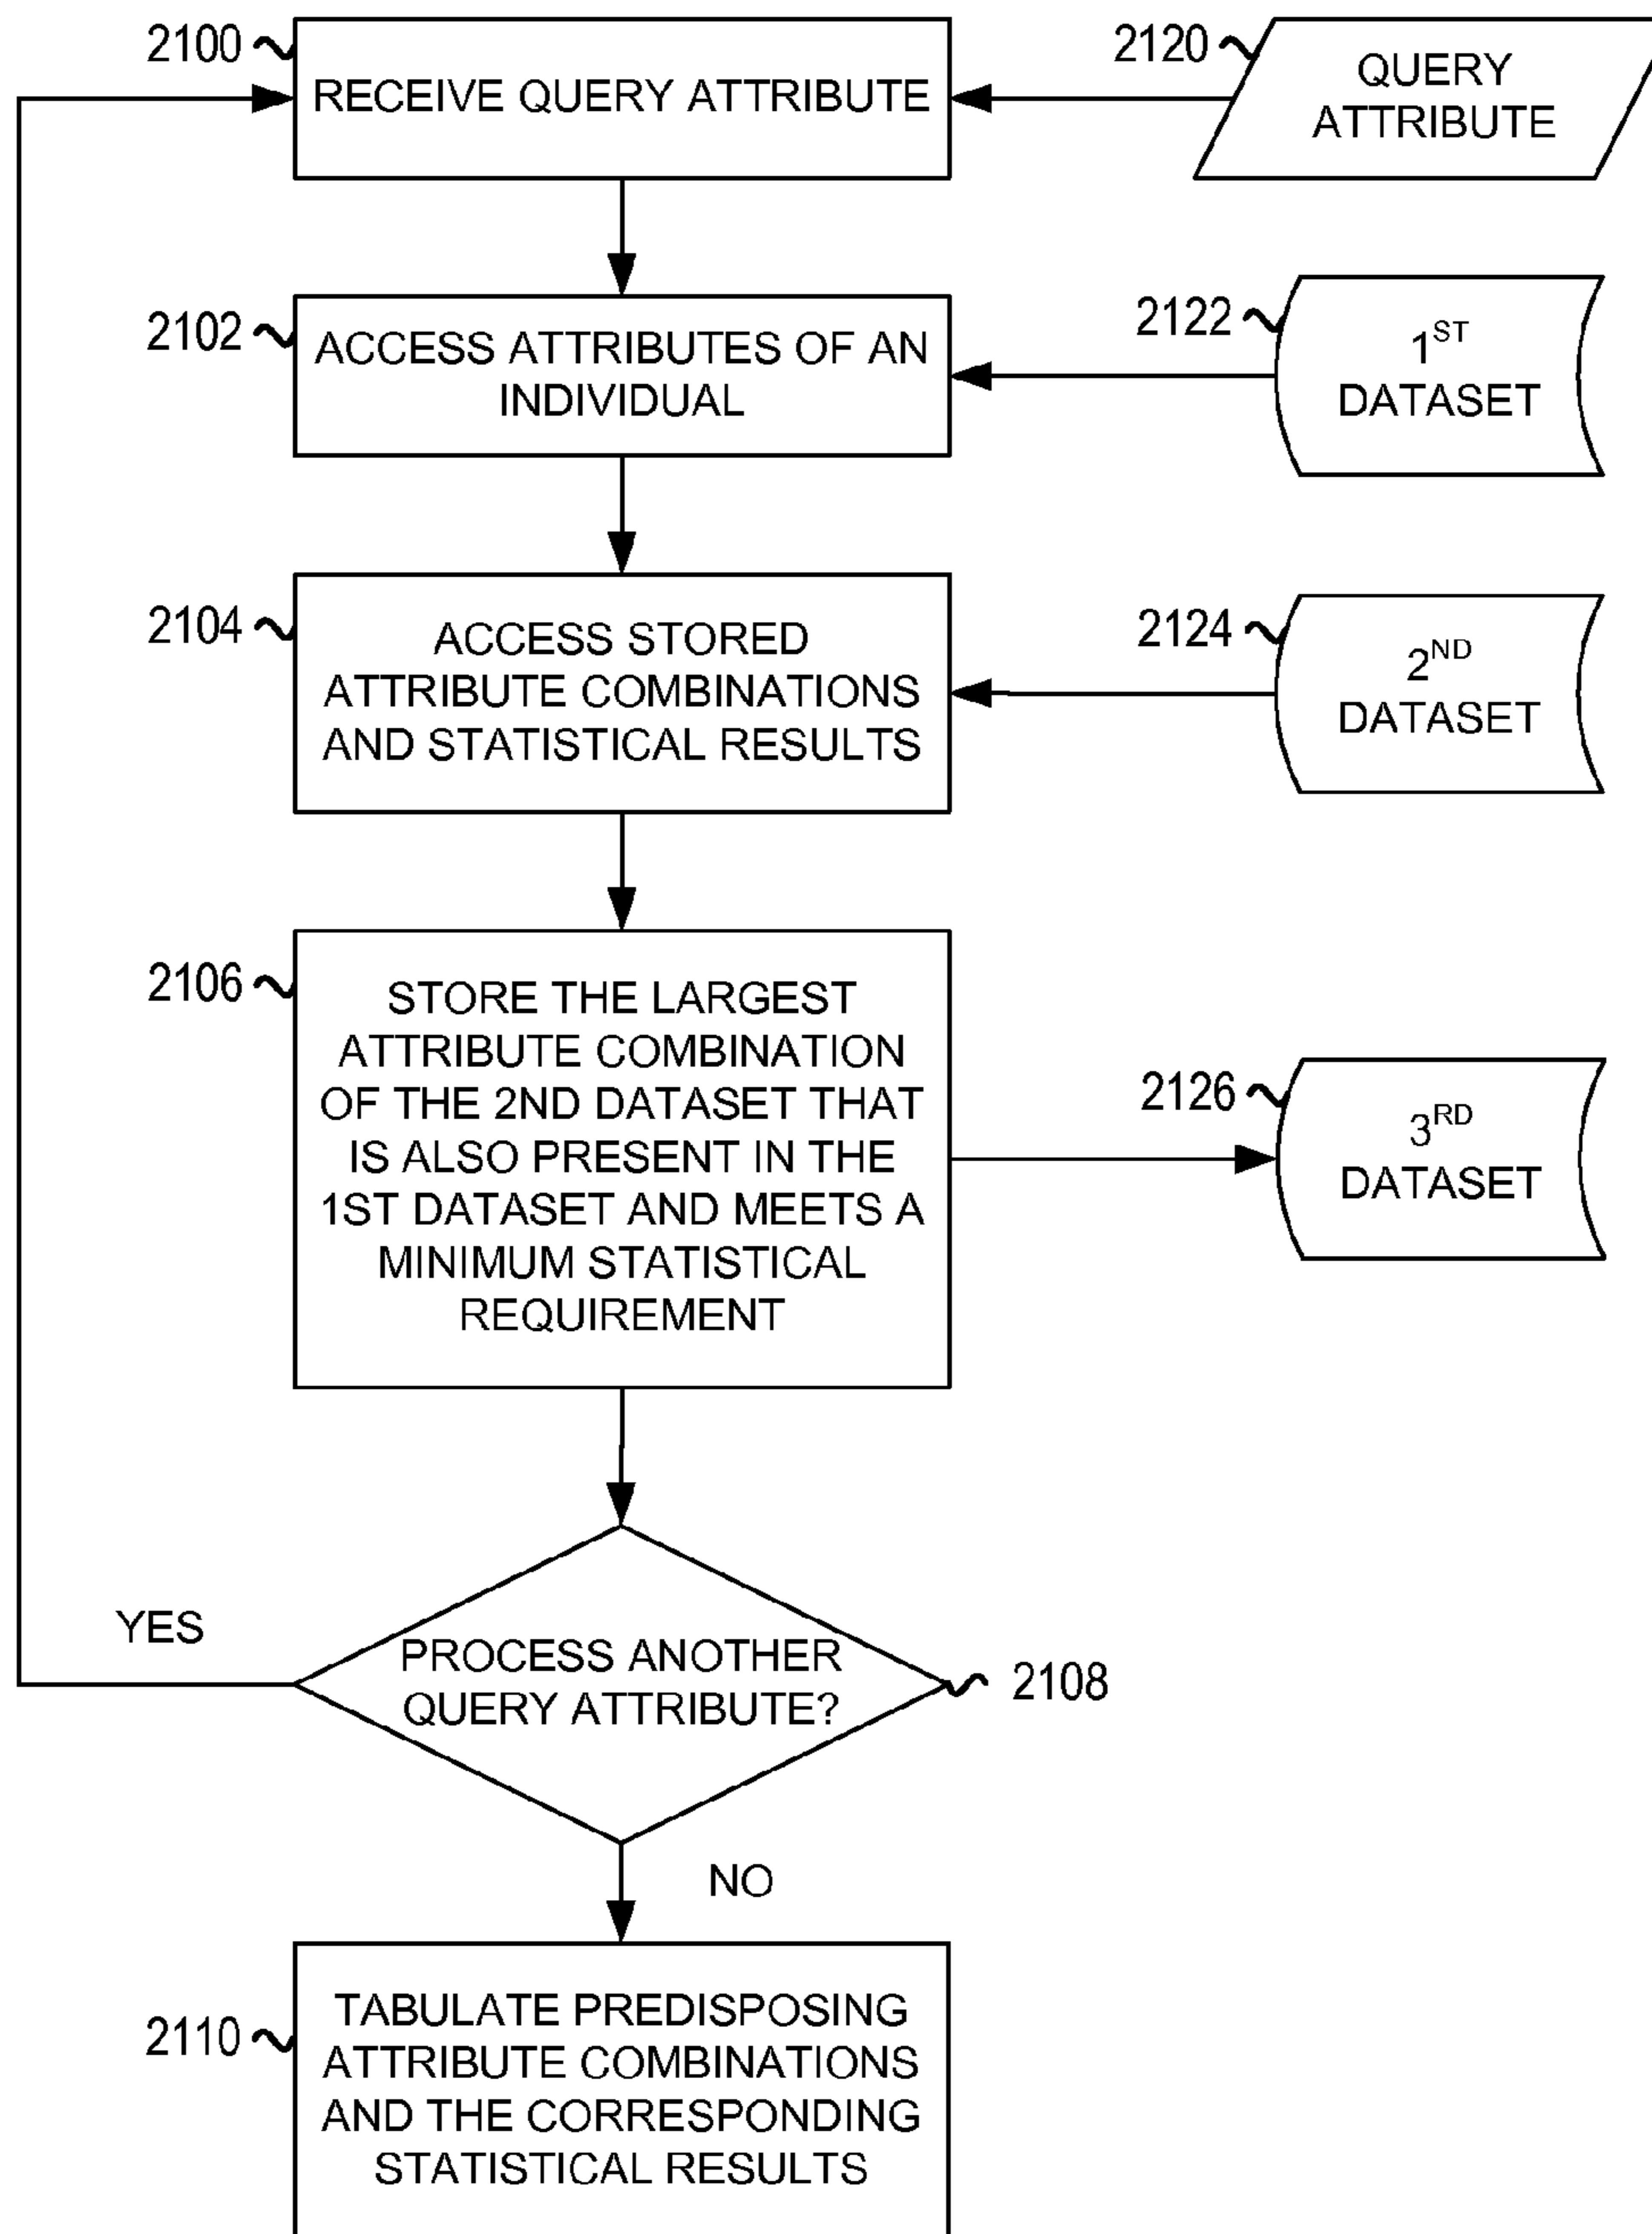 2100
RECEIVE QUERY ATTRIBUTE
2120
QUERY
ATTRIBUTE
2102
ACCESS ATTRIBUTES OF AN
INDIVIDUAL
2122
1ST
DATASET
2104
ACCESS STORED
ATTRIBUTE COMBINATIONS
AND STATISTICAL RESULTS
2124
2ND
DATASET
2106
STORE THE LARGEST
ATTRIBUTE COMBINATION
OF THE 2ND DATASET THAT
IS ALSO PRESENT IN THE
1ST DATASET AND MEETS A
MINIMUM STATISTICAL
REQUIREMENT
2126
3RD
DATASET
YES
PROCESS ANOTHER
QUERY ATTRIBUTE?
2108
NO
2110
TABULATE PREDISPOSING
ATTRIBUTE COMBINATIONS
AND THE CORRESPONDING
STATISTICAL RESULTS